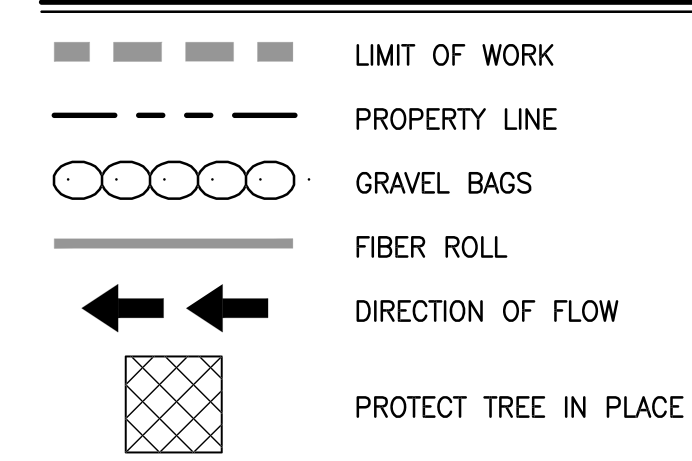 LIMIT OF WORK
PROPERTY LINE
GRAVEL BAGS
FIBER ROLL
DIRECTION OF FLOW
PROTECT TREE IN PLACE